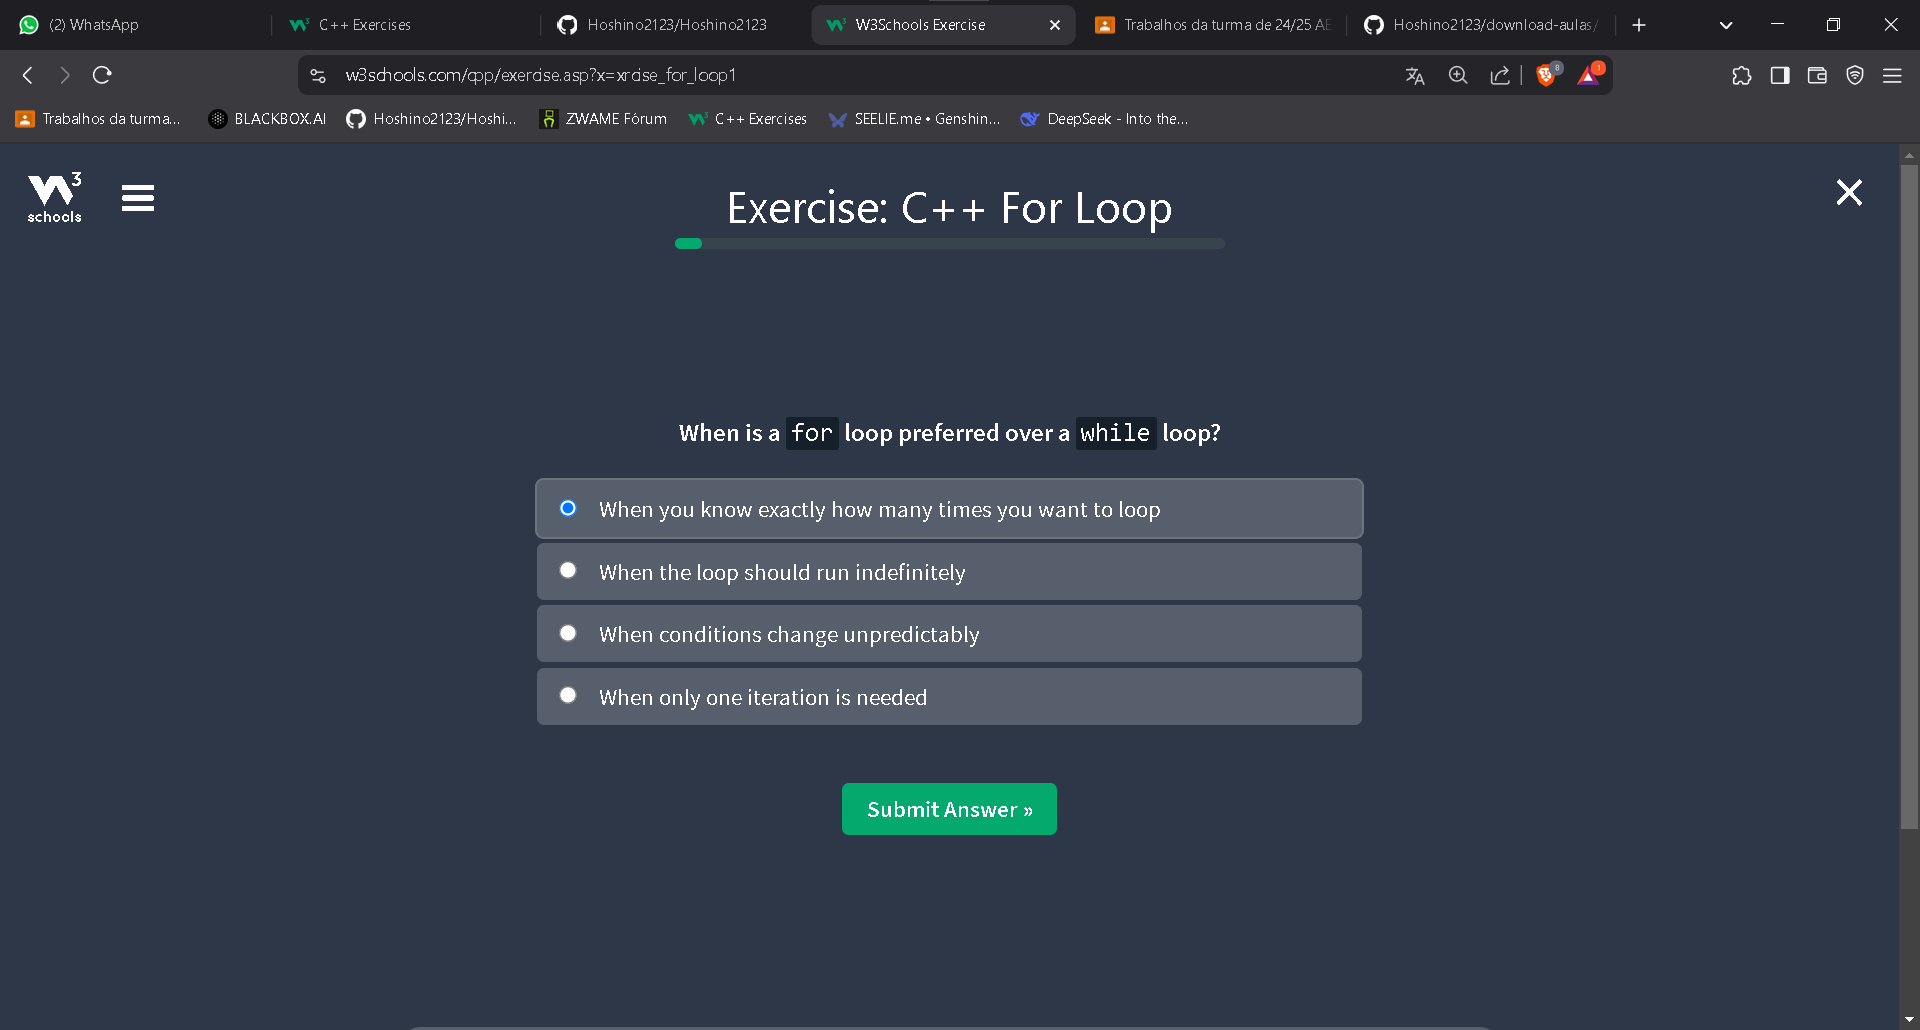 (2) WhatsApp
C++ Exercises
Hoshino2123/Hoshino2123
W3Schools Exercise
Trabalhos da turma de 24/25 AE
Hoshino2123/download-aulas/
w3schools.com/cpp/exercise.asp?x=xrcise_for_loop1
8
1
Trabalhos da turma...
BLACKBOX.AI
Hoshino2123/Hoshi...
ZWAME Fórum
C++ Exercises
SEELIE.me • Genshin...
DeepSeek - Into the...
W3
schools
Exercise: C++ For Loop
When is a for loop preferred over a while loop?
When you know exactly how many times you want to loop
When the loop should run indefinitely
When conditions change unpredictably
When only one iteration is needed
Submit Answer »